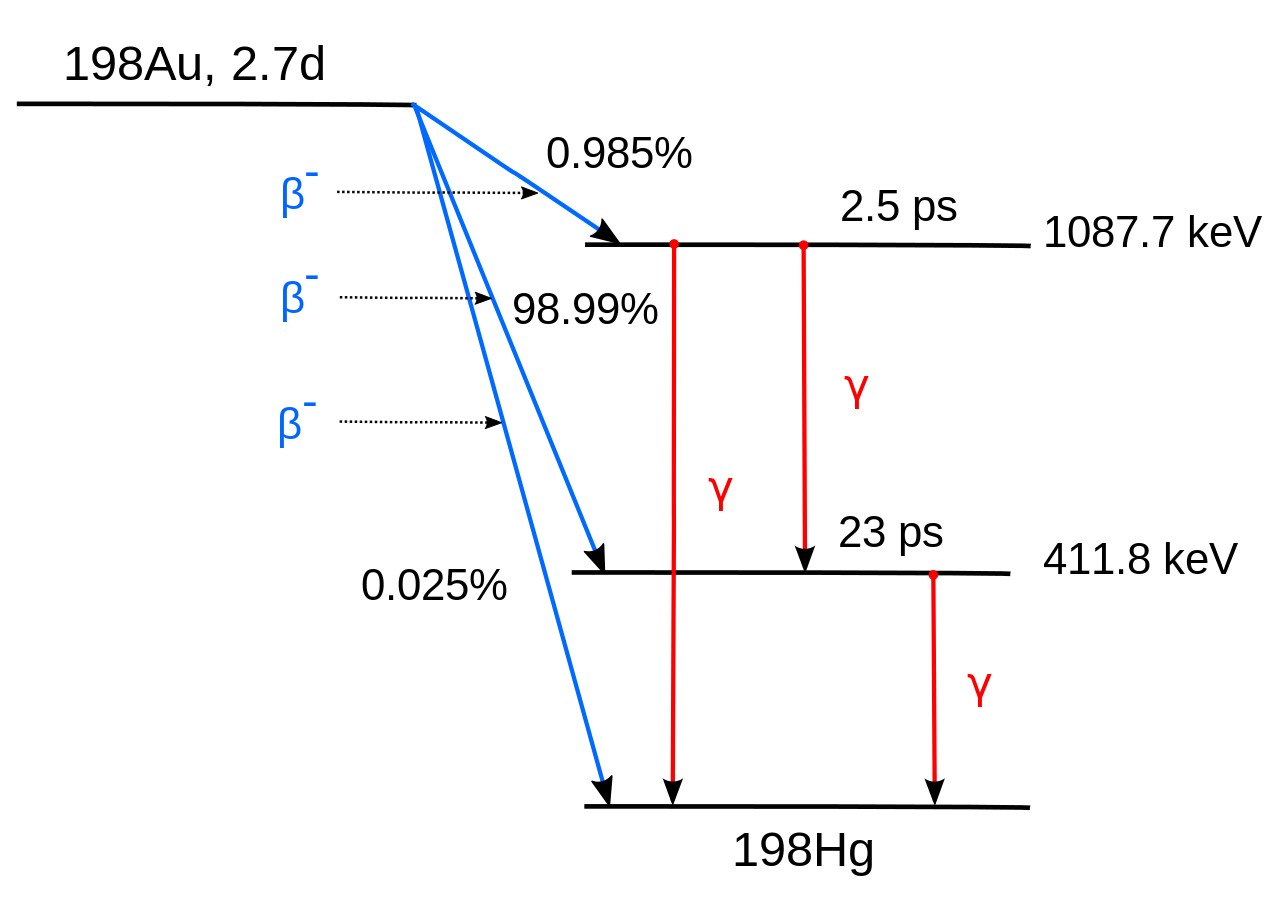 198Au, 2.7d
0.985%
β-
2.5 ps
1087.7 keV
β-
98.99%
γ
β-
γ
23 ps
411.8 keV
0.025%
γ
198Hg